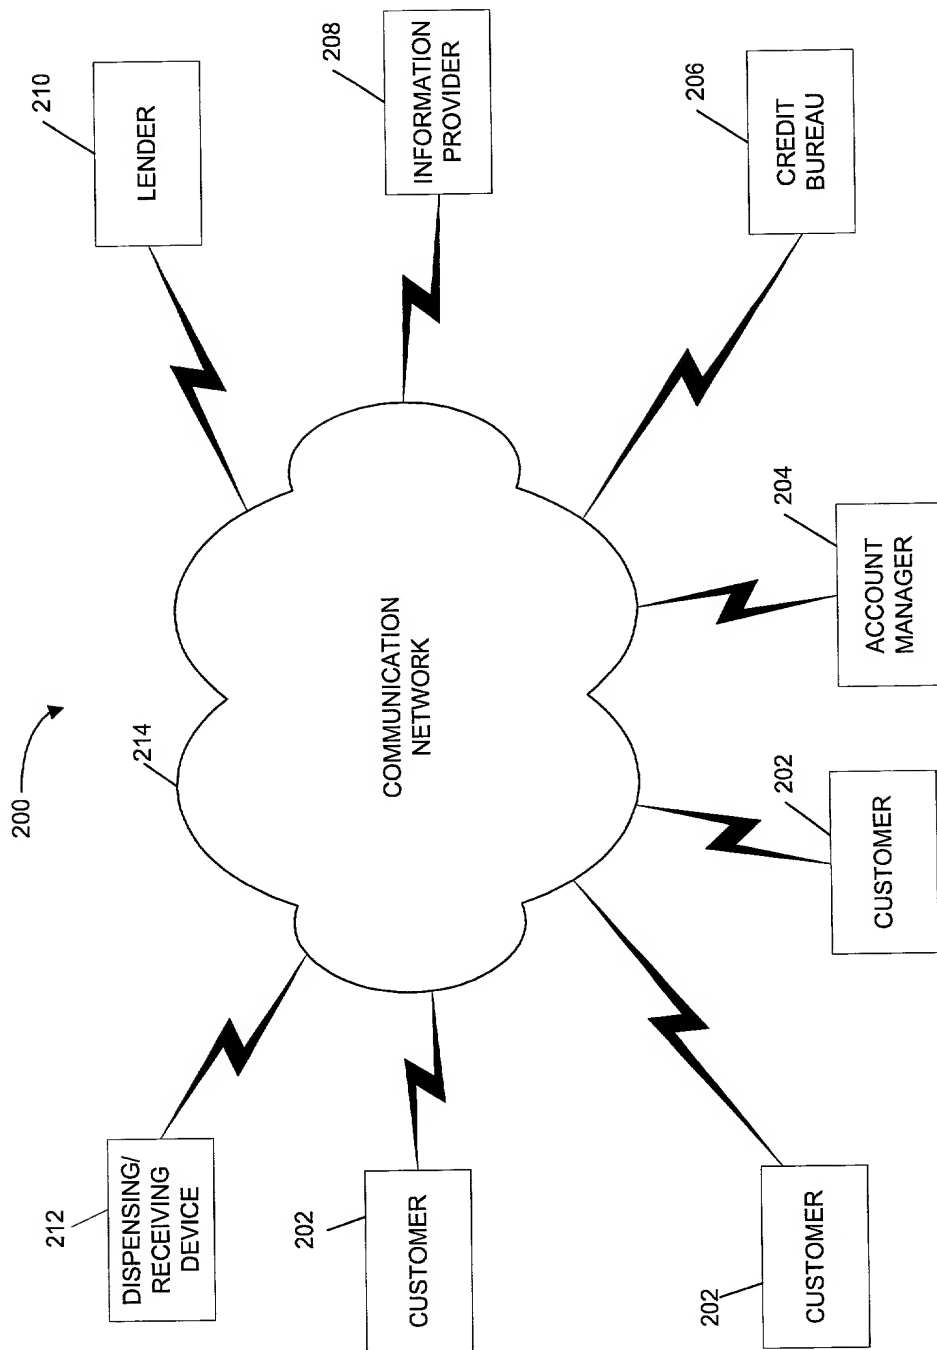 200
212
210
214
DISPENSING/
RECEIVING
DEVICE
LENDER
202
208
CUSTOMER
COMMUNICATION
NETWORK
INFORMATION
PROVIDER
202
CUSTOMER
206
CREDIT
BUREAU
202
CUSTOMER
204
ACCOUNT
MANAGER